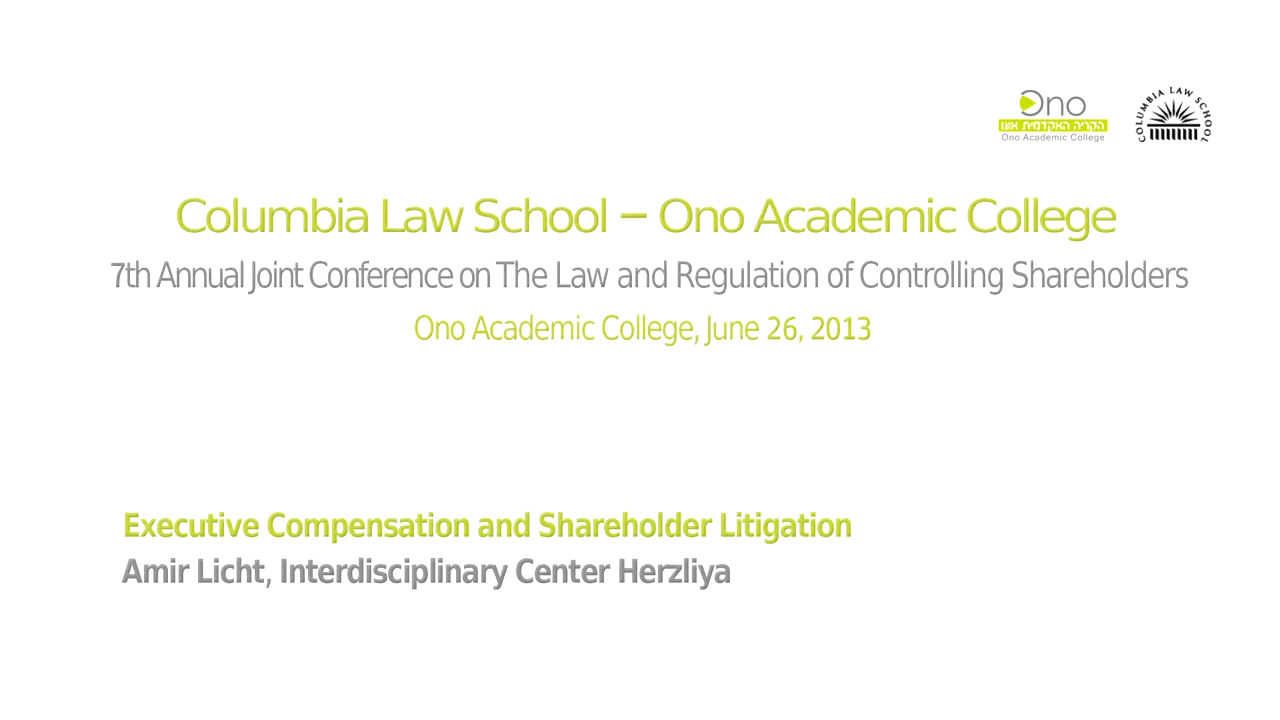 Ono
הקריה האקדמית אונו
Ono Academic College
COLUMBIA LAW SCHOOL
Columbia Law School – Ono Academic College
7th Annual Joint Conference on The Law and Regulation of Controlling Shareholders
Ono Academic College, June 26, 2013
Executive Compensation and Shareholder Litigation
Amir Licht, Interdisciplinary Center Herzliya